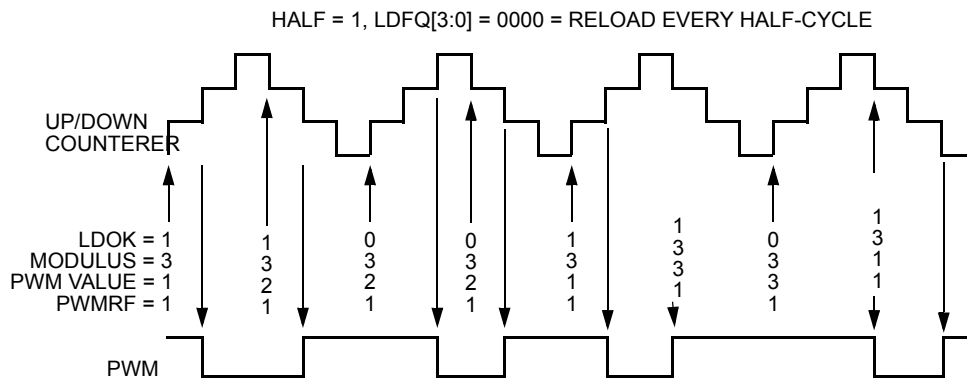 HALF = 1, LDFQ[3:0] = 0000 = RELOAD EVERY HALF-CYCLE
UP/DOWN
COUNTERER
LDOK = 1 1 0 0 1 1 0 1
MODULUS = 3 3 3 3 3 3 3 3
PWM VALUE = 1 2 2 2 1 3 3 1
PWMRF = 1 1 1 1 1 1 1 1
PWM